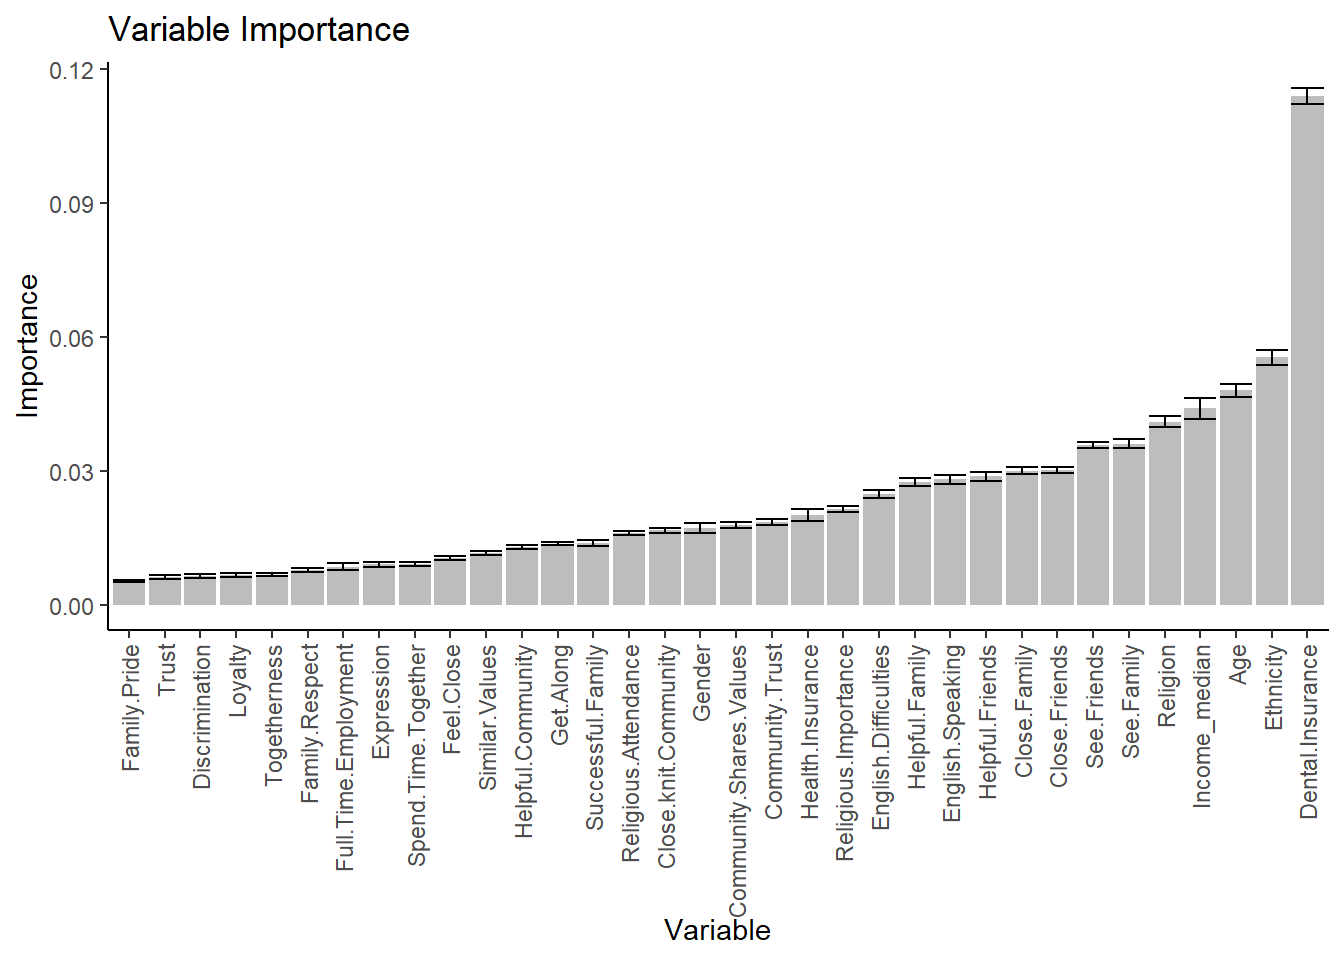 Variable Importance
0.12
0.09
0.06
0.03
0.00
Importance
Family.Pride
Trust
Discrimination
Loyalty
Togetherness
Family.Respect
Full.Time.Employment
Expression
Spend.Time.Together
Feel.Close
Similar.Values
Helpful.Community
Get.Along
Successful.Family
Religious.Attendance
Close.knit.Community
Gender
Community.Shares.Values
Community.Trust
Health.Insurance
Religious.Importance
English.Difficulties
Helpful.Family
English.Speaking
Helpful.Friends
Close.Family
Close.Friends
See.Friends
See.Family
Religion
Income_median
Age
Ethnicity
Dental.Insurance
Variable